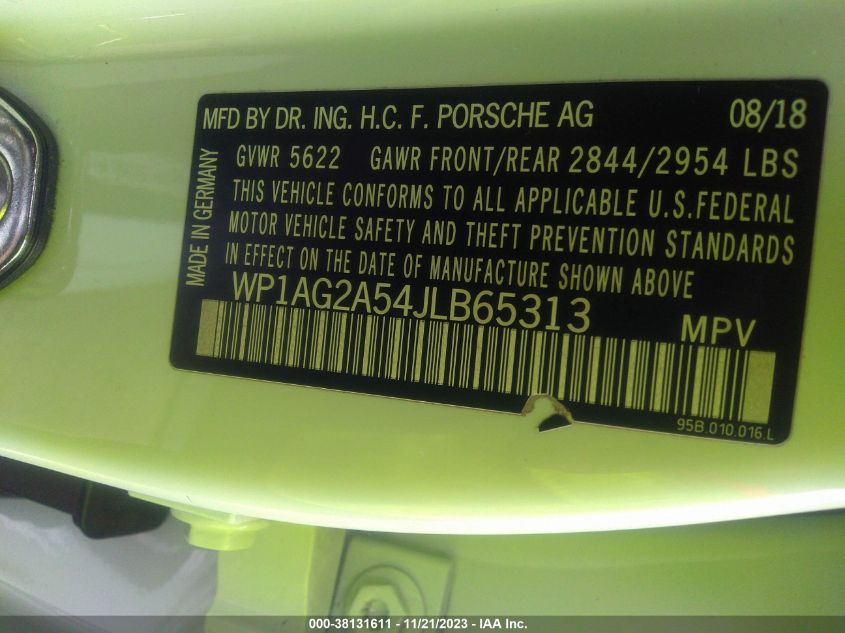 MFD BY DR. ING. H.C. F. PORSCHE AG 08/18
GVWR 5622 GAWR FRONT/REAR 2844/2954 LBS
THIS VEHICLE CONFORMS TO ALL APPLICABLE U.S.FEDERAL
MOTOR VEHICLE SAFETY AND THEFT PREVENTION STANDARDS
IN EFFECT ON THE DATE OF MANUFACTURE SHOWN ABOVE
MADE IN GERMANY
WP1AG2A54JLB65313 MPV
95B.010.016.L
000-38131611 - 11/21/2023 - IAA Inc.